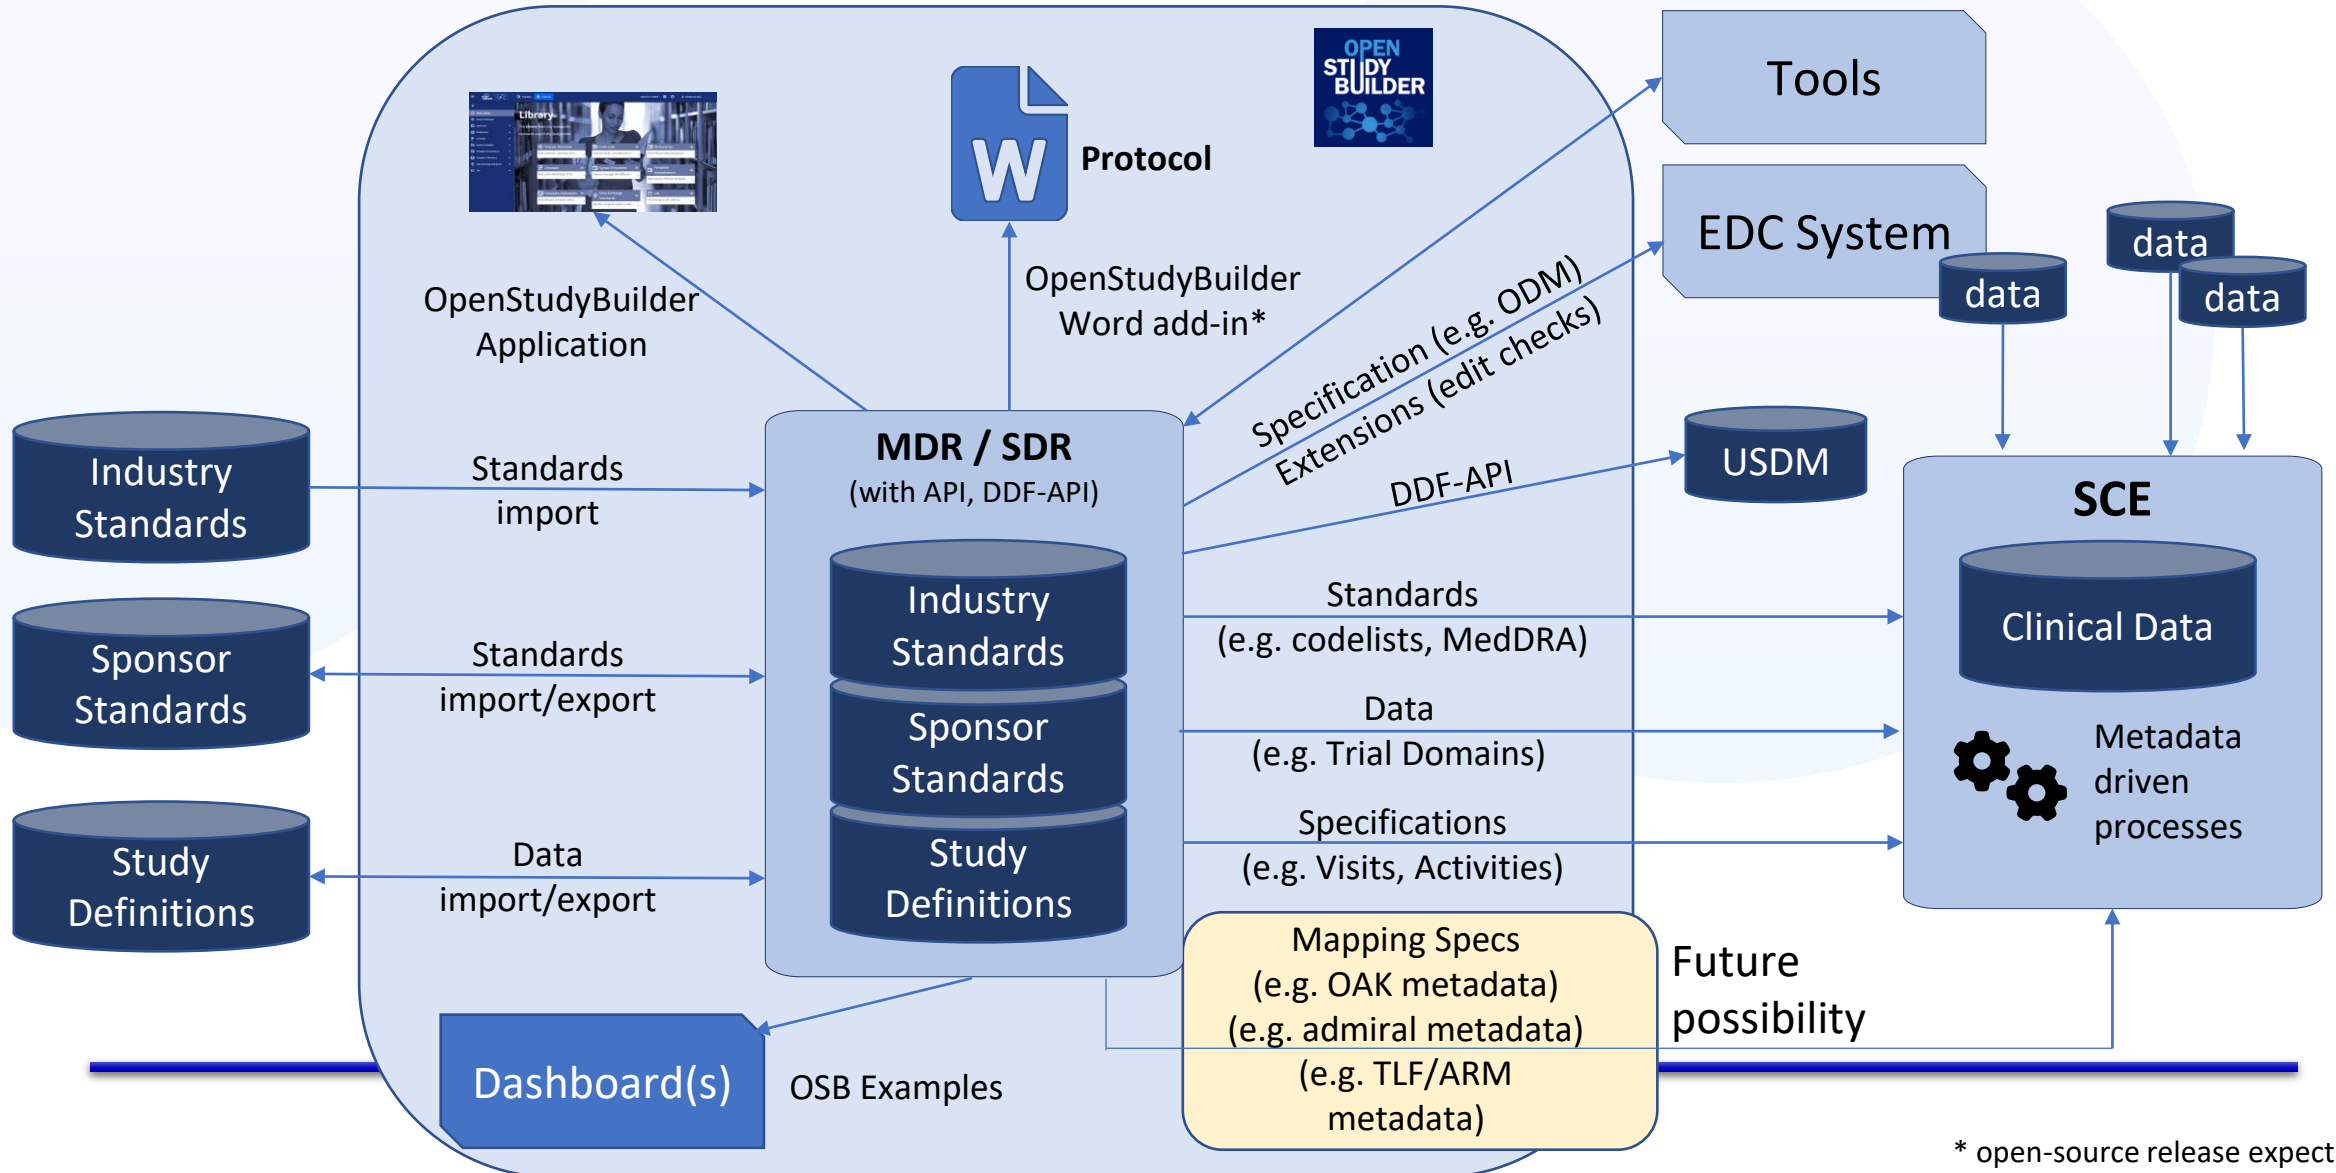 OPEN
STUDY
BUILDER
Tools
Library
Protocol
EDC System
data
data
data
OpenStudyBuilder
Application
OpenStudyBuilder
Word add-in*
Specification (e.g. ODM)
Extensions (edit checks)
DDF-API
USDM
Industry
Standards
Standards
import
MDR / SDR
(with API, DDF-API)
SCE
Industry
Standards
Standards
(e.g. codelists, MedDRA)
Clinical Data
Sponsor
Standards
Standards
import/export
Sponsor
Standards
Data
(e.g. Trial Domains)
Metadata
driven
processes
Study
Definitions
Data
import/export
Study
Definitions
Specifications
(e.g. Visits, Activities)
Mapping Specs
(e.g. OAK metadata)
(e.g. admiral metadata)
(e.g. TLF/ARM
metadata)
Future
possibility
Dashboard(s)
OSB Examples
* open-source release expect